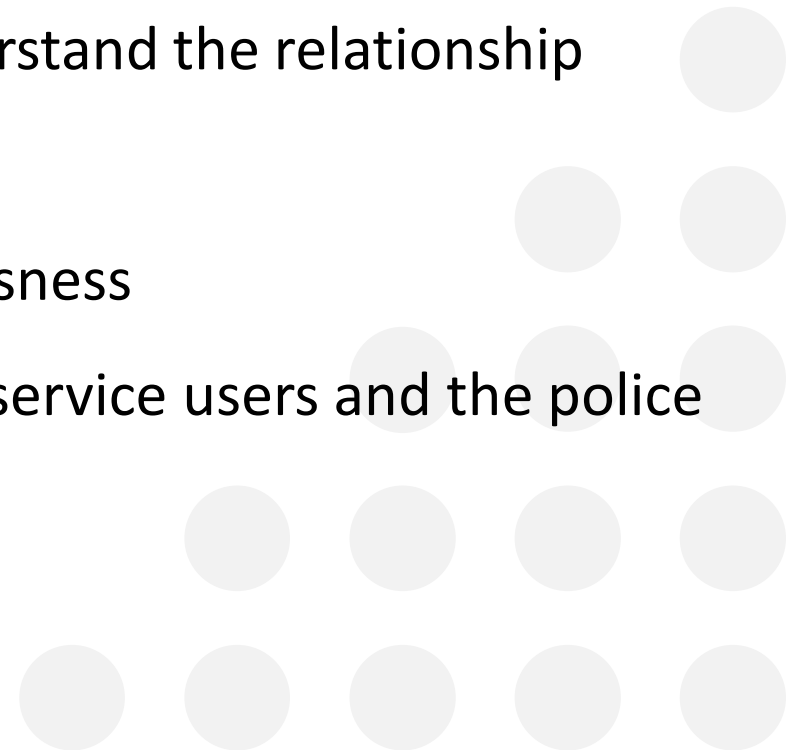 rstand the relationship
sness
service users and the police